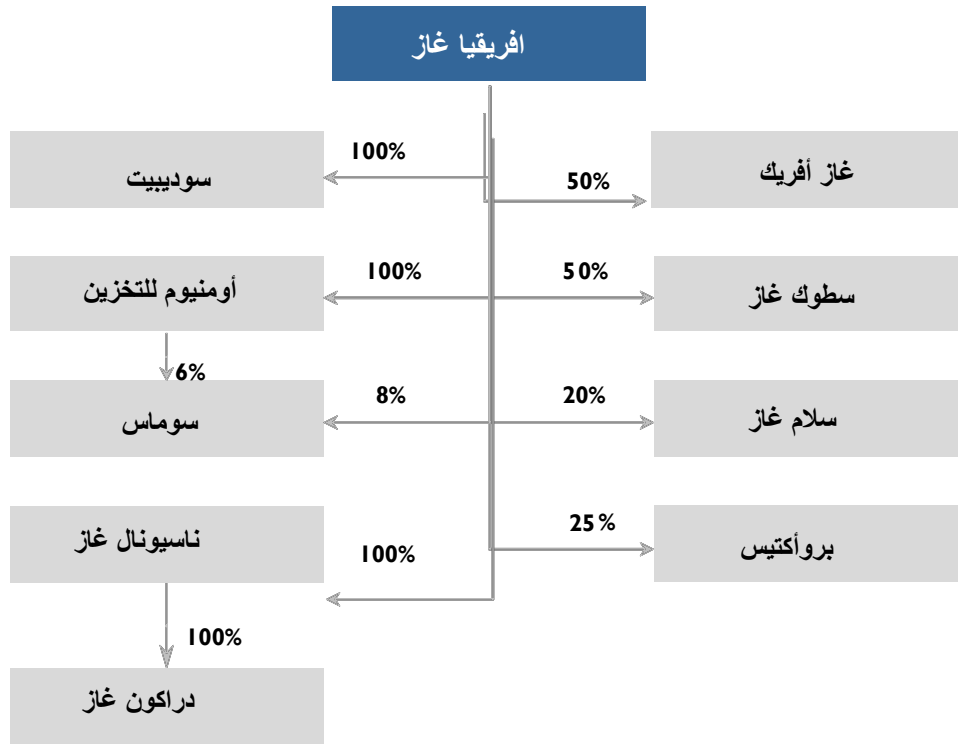 افريقيا غاز
100%
سوديبيت
غاز أفريك
50%
100%
أومنيوم للتخزين
50%
سطوك غاز
6%
8%
سوماس
20%
سلام غاز
ناسيونال غاز
100%
25%
بروأكتيس
100%
دراكون غاز